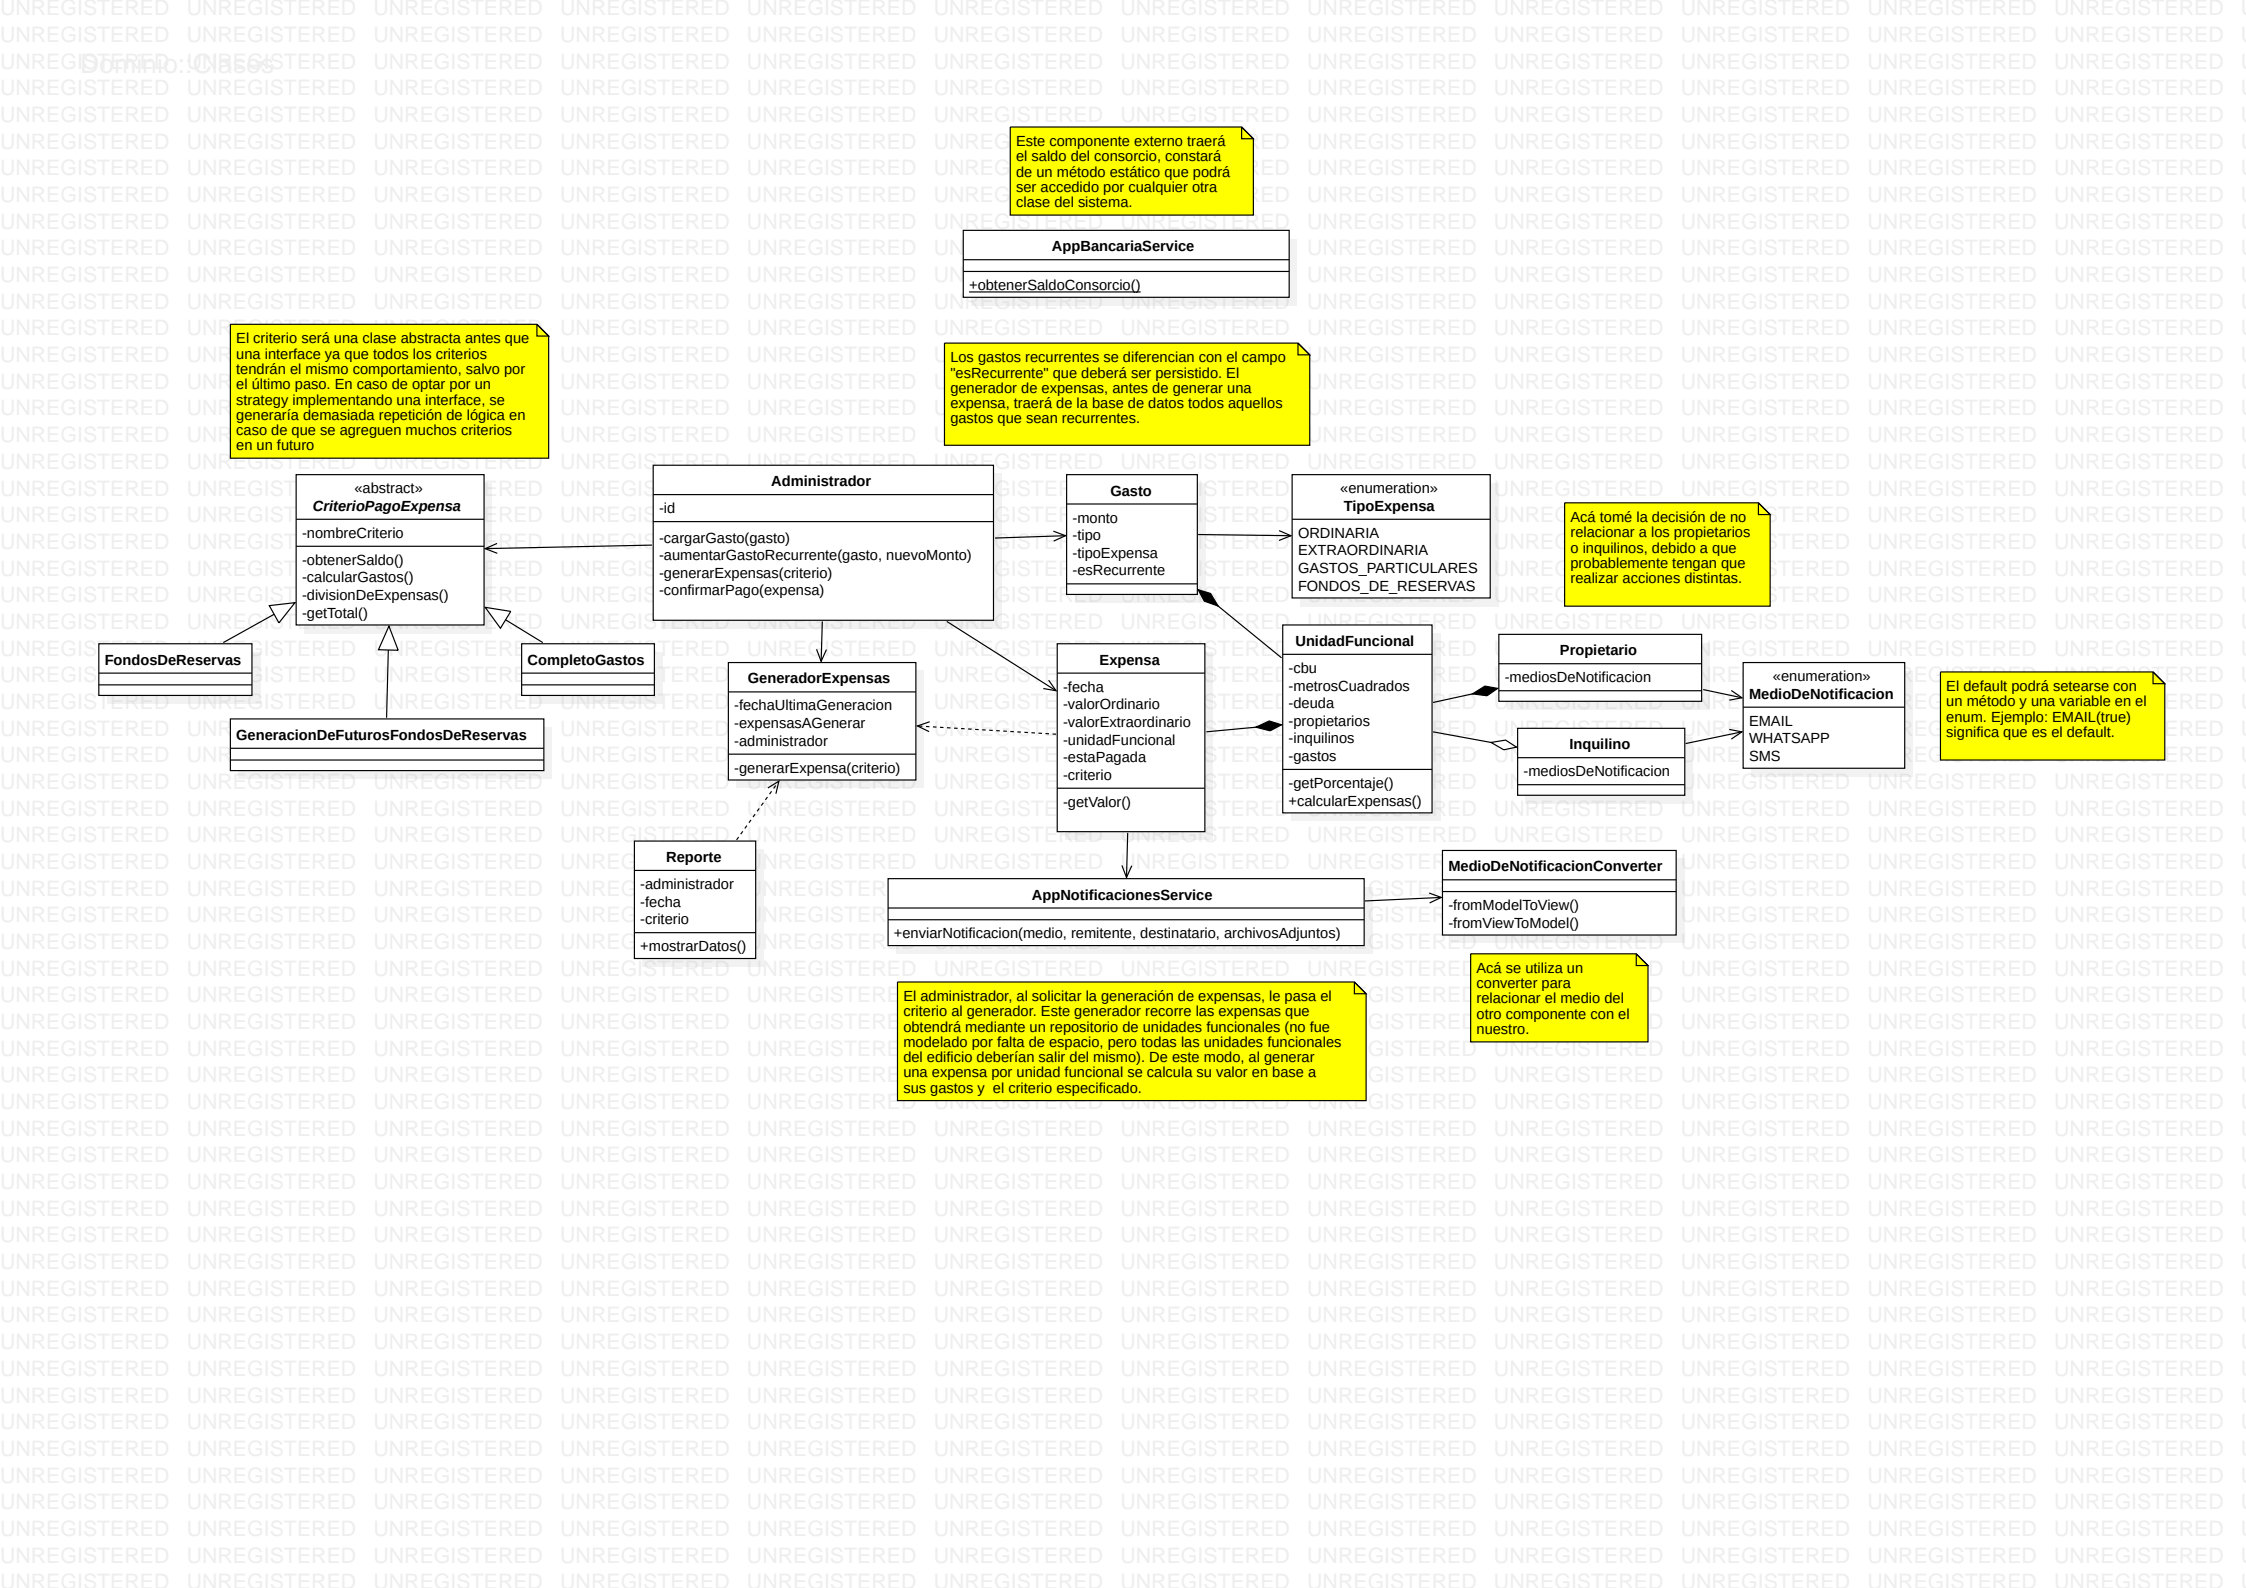 Dominio::Clases
Este componente externo traerá
el saldo del consorcio, constará
de un método estático que podrá
ser accedido por cualquier otra
clase del sistema.
AppBancariaService
+obtenerSaldoConsorcio()
El criterio será una clase abstracta antes que
una interface ya que todos los criterios
tendrán el mismo comportamiento, salvo por
el último paso. En caso de optar por un
strategy implementando una interface, se
generaría demasiada repetición de lógica en
caso de que se agreguen muchos criterios
en un futuro
Los gastos recurrentes se diferencian con el campo
"esRecurrente" que deberá ser persistido. El
generador de expensas, antes de generar una
expensa, traerá de la base de datos todos aquellos
gastos que sean recurrentes.
«abstract»
CriterioPagoExpensa
-nombreCriterio
-obtenerSaldo()
-calcularGastos()
-divisionDeExpensas()
-getTotal()
Administrador
-id
-cargarGasto(gasto)
-aumentarGastoRecurrente(gasto, nuevoMonto)
-generarExpensas(criterio)
-confirmarPago(expensa)
Gasto
-monto
-tipo
-tipoExpensa
-esRecurrente
«enumeration»
TipoExpensa
ORDINARIA
EXTRAORDINARIA
GASTOS_PARTICULARES
FONDOS_DE_RESERVAS
Acá tomé la decisión de no
relacionar a los propietarios
o inquilinos, debido a que
probablemente tengan que
realizar acciones distintas.
FondosDeReservas
CompletoGastos
GeneracionDeFuturosFondosDeReservas
GeneradorExpensas
-fechaUltimaGeneracion
-expensasAGenerar
-administrador
-generarExpensa(criterio)
Expensa
-fecha
-valorOrdinario
-valorExtraordinario
-unidadFuncional
-estaPagada
-criterio
-getValor()
UnidadFuncional
-cbu
-metrosCuadrados
-deuda
-propietarios
-inquilinos
-gastos
-getPorcentaje()
+calcularExpensas()
Propietario
-mediosDeNotificacion
Inquilino
-mediosDeNotificacion
«enumeration»
MedioDeNotificacion
EMAIL
WHATSAPP
SMS
El default podrá setearse con
un método y una variable en el
enum. Ejemplo: EMAIL(true)
significa que es el default.
Reporte
-administrador
-fecha
-criterio
+mostrarDatos()
AppNotificacionesService
+enviarNotificacion(medio, remitente, destinatario, archivosAdjuntos)
MedioDeNotificacionConverter
-fromModelToView()
-fromViewToModel()
Acá se utiliza un
converter para
relacionar el medio del
otro componente con el
nuestro.
El administrador, al solicitar la generación de expensas, le pasa el
criterio al generador. Este generador recorre las expensas que
obtendrá mediante un repositorio de unidades funcionales (no fue
modelado por falta de espacio, pero todas las unidades funcionales
del edificio deberían salir del mismo). De este modo, al generar
una expensa por unidad funcional se calcula su valor en base a
sus gastos y  el criterio especificado.
UNREGISTERED